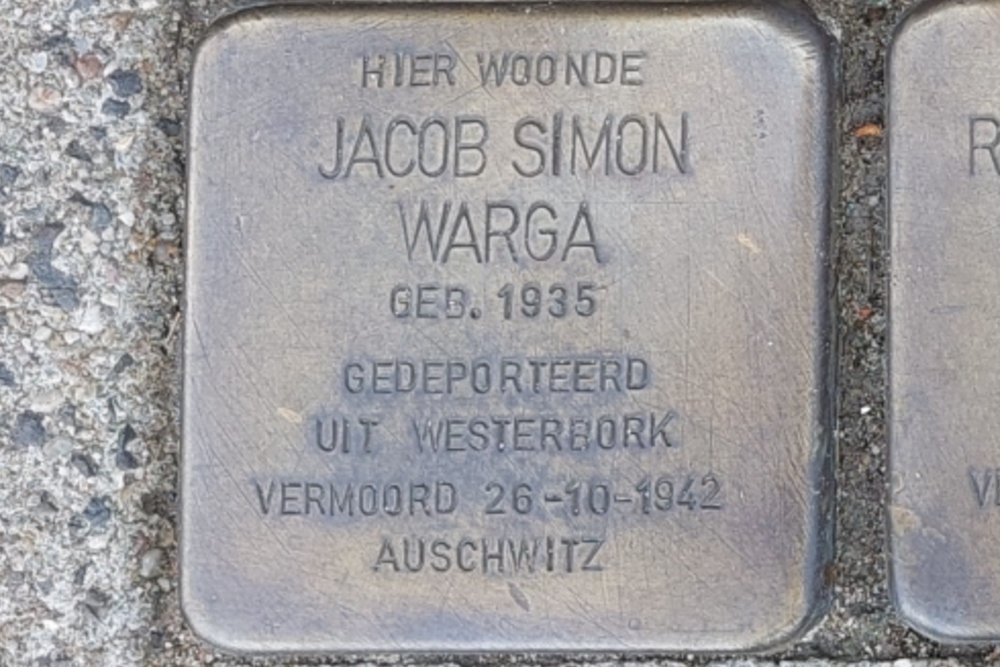 HIER WOONDE
JACOB SIMON
WARGA
GEB. 1935
GEDEPORTEERD
UIT WESTERBORK
VERMOORD 26-10-1942
AUSCHWITZ